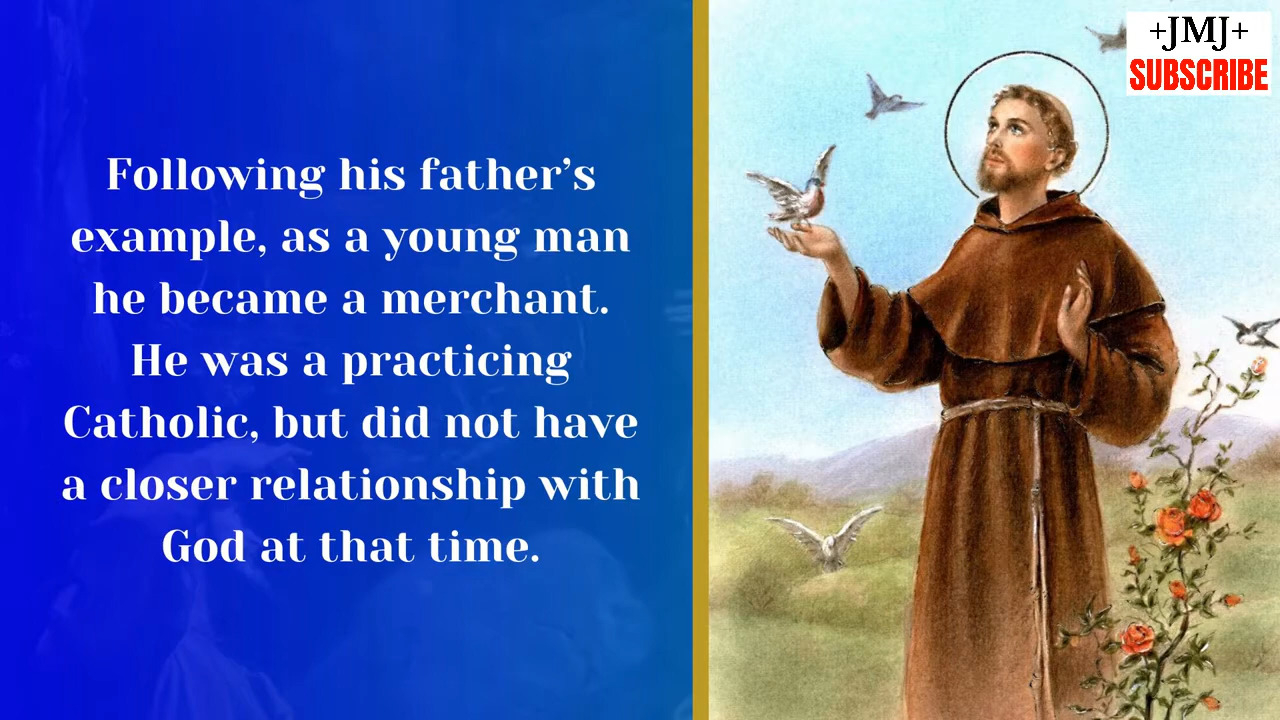 Following his father’s
example, as a young man
he became a merchant.
He was a practicing
Catholic, but did not have
a closer relationship with
God at that time.
+JMJ+
SUBSCRIBE